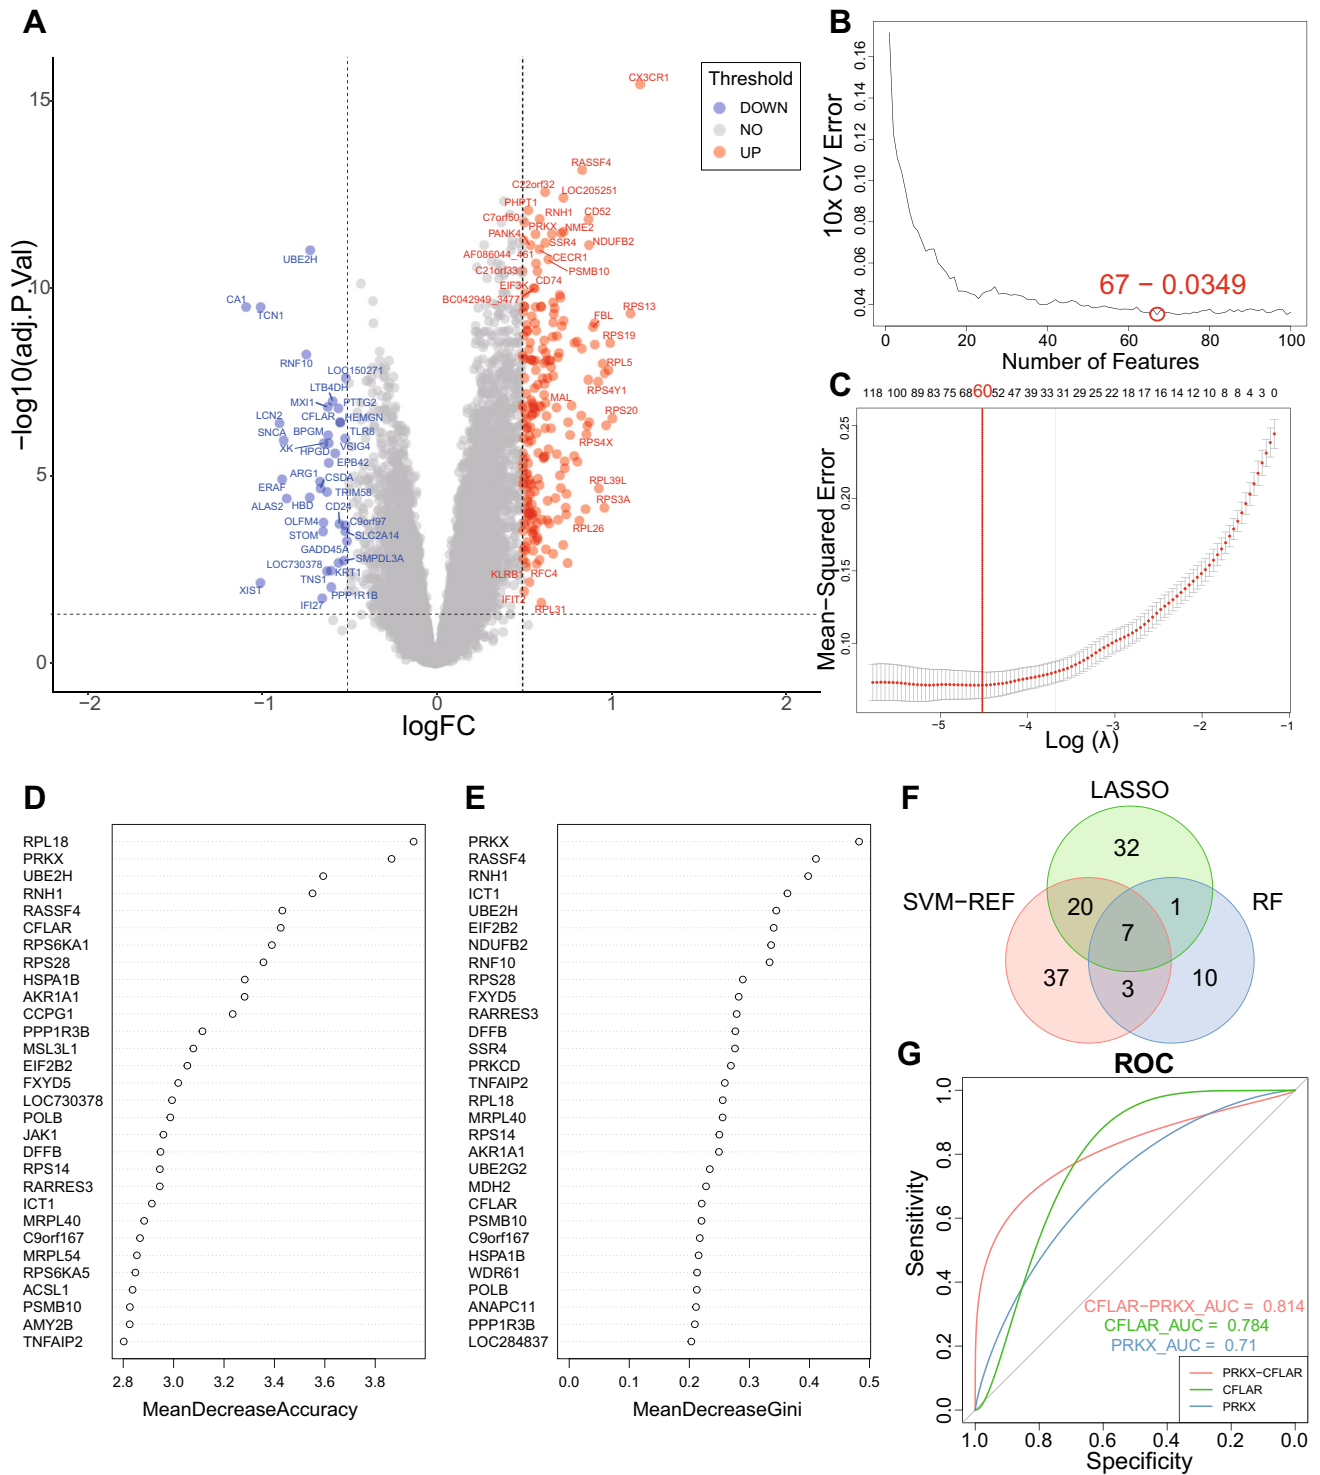 A
−log10(adj.P.Val)
15
10
5
0
−2
−1
0
1
2
logFC
Threshold
DOWN
NO
UP
CX3CR1
RASSF4
C22orf32
LOC205251
PHPT1
C7orf50
RNH1
CD52
PRKX
NME2
PANK4
SSR4
NDUFB2
AF086044_461
CECR1
C21orf33
PSMB10
EIF3K
CD74
BC042949_3477
RPS13
FBL
RPS19
RPL5
RPS4Y1
MAL
RPS20
RPS4X
RPL39L
RPS3A
RPL26
KLRB1
RFC4
IFIT2
RPL31
UBE2H
CA1
TCN1
RNF10
LOC150271
LTB4DH
MXI1
PTTG2
LCN2
CFLAR
HEMGN
SNCA
BPGM
TLR8
XK
HPGD
VSIG4
EPB42
ARG1
CSDA
ERAF
TRIM58
ALAS2
HBD
CD24
OLFM4
C9orf97
STOM
SLC2A14
GADD45A
SMPDL3A
LOC730378
KRT1
TNS1
XIST
PPP1R1B
IFI27
B
10x CV Error
0.16
0.14
0.12
0.10
0.08
0.06
0.04
67 − 0.0349
0
20
40
60
80
100
Number of Features
C
118 100 89 83 75 68 60 52 47 39 33 31 29 25 22 18 17 16 14 12 10 8 8 4 3 0
Mean−Squared Error
0.25
0.20
0.15
0.10
−5
−4
−3
−2
−1
Log (λ)
D
RPL18
PRKX
UBE2H
RNH1
RASSF4
CFLAR
RPS6KA1
RPS28
HSPA1B
AKR1A1
CCPG1
PPP1R3B
MSL3L1
EIF2B2
FXYD5
LOC730378
POLB
JAK1
DFFB
RPS14
RARRES3
ICT1
MRPL40
C9orf167
MRPL54
RPS6KA5
ACSL1
PSMB10
AMY2B
TNFAIP2
2.8
3.0
3.2
3.4
3.6
3.8
MeanDecreaseAccuracy
E
PRKX
RASSF4
RNH1
ICT1
UBE2H
EIF2B2
NDUFB2
RNF10
RPS28
FXYD5
RARRES3
DFFB
SSR4
PRKCD
TNFAIP2
RPL18
MRPL40
RPS14
AKR1A1
UBE2G2
MDH2
CFLAR
PSMB10
C9orf167
HSPA1B
WDR61
POLB
ANAPC11
PPP1R3B
LOC284837
0.0
0.1
0.2
0.3
0.4
0.5
MeanDecreaseGini
F
LASSO
SVM−REF
RF
32
20
1
7
37
3
10
G
ROC
Sensitivity
1.0
0.8
0.6
0.4
0.2
0.0
CFLAR−PRKX_AUC = 0.814
CFLAR_AUC = 0.784
PRKX_AUC = 0.71
PRKX−CFLAR
CFLAR
PRKX
1.0
0.8
0.6
0.4
0.2
0.0
Specificity